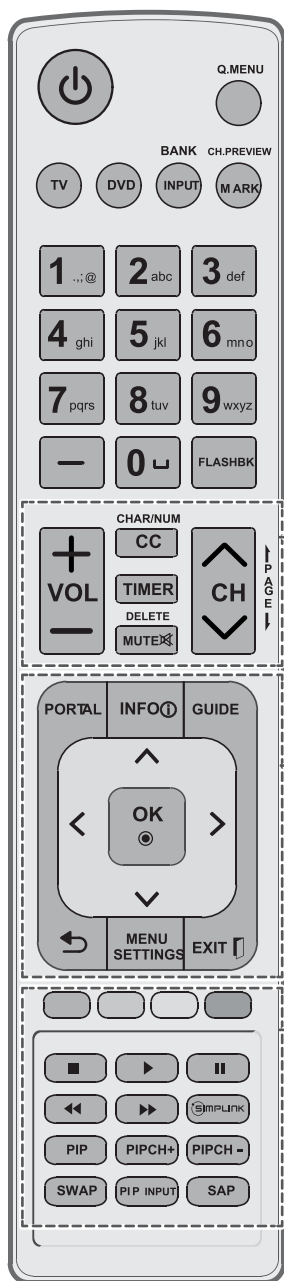 Q.MENU
BANK CH.PREVIEW
TV DVD INPUT MARK
1 .,;@ 2 abc 3 def
4 ghi 5 jkl 6 mno
7 pqrs 8 tuv 9 wxyz
— 0 FLASHBK
CHAR/NUM
CC
+ VOL — TIMER CH PAGE
DELETE
MUTE
PORTAL INFO GUIDE
OK
MENU SETTINGS EXIT
SIMPLINK
PIP PIPCH+ PIPCH -
SWAP PIP INPUT SAP